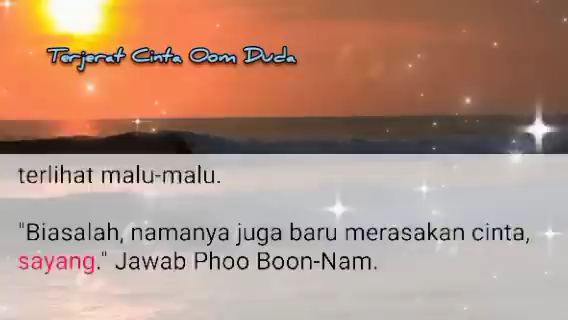 Terjerat Cinta Oom Duda
terlihat malu-malu.
"Biasalah, namanya juga baru merasakan cinta,
sayang." Jawab Phoo Boon-Nam.